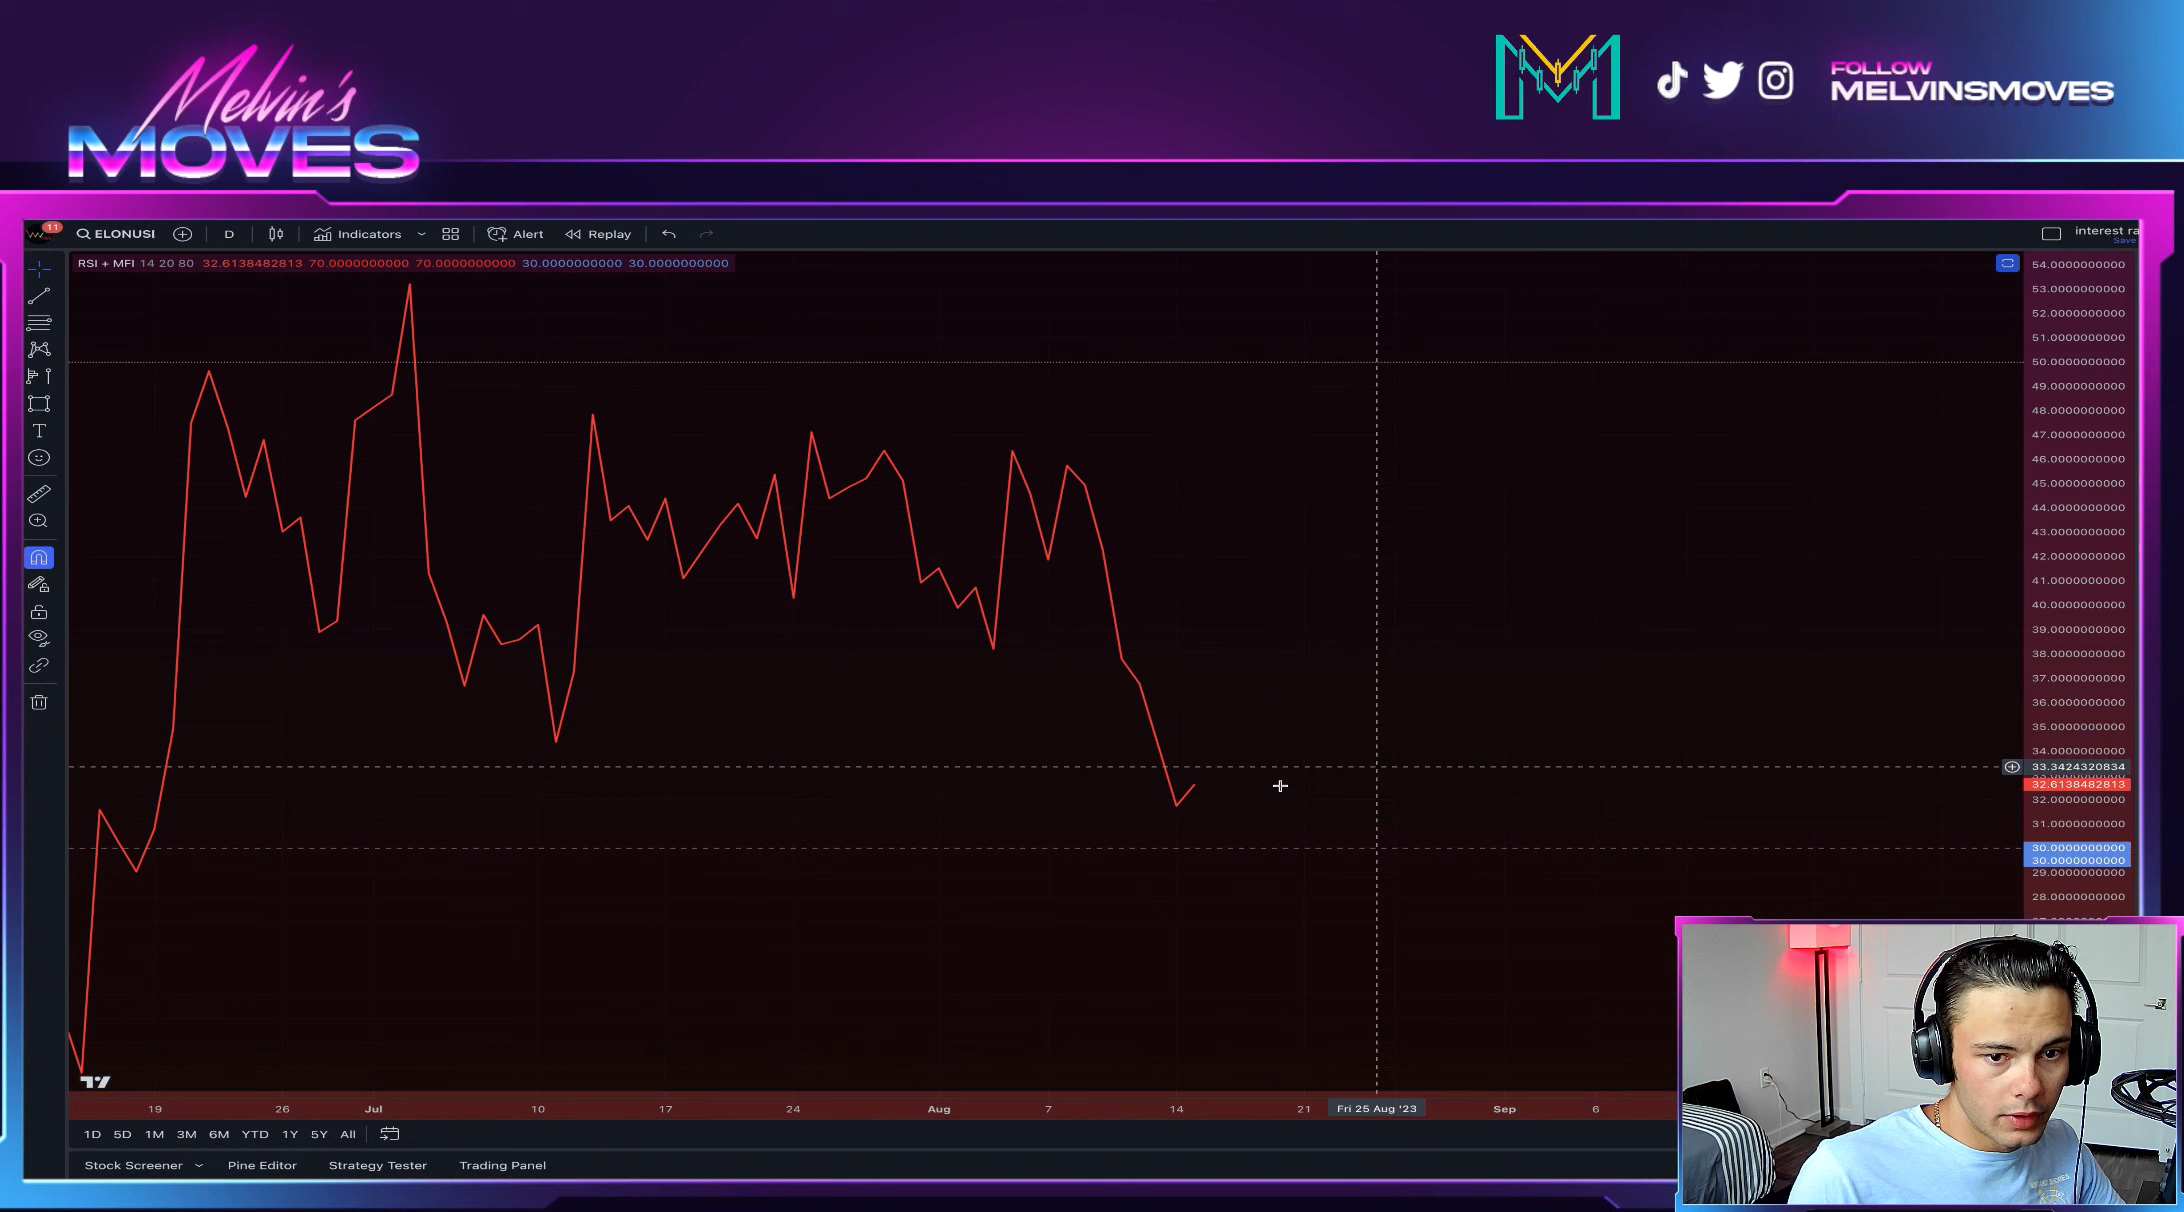 Melvin's
MOVES
FOLLOW
MELVINSMOVES
11
ELONUSI
D
Indicators
Alert
Replay
interest ra
Save
RSI + MFI 14 20 80 32.6138482813 70.0000000000 70.0000000000 30.0000000000 30.0000000000
54.0000000000
53.0000000000
52.0000000000
51.0000000000
50.0000000000
49.0000000000
48.0000000000
47.0000000000
46.0000000000
45.0000000000
44.0000000000
43.0000000000
42.0000000000
41.0000000000
40.0000000000
39.0000000000
38.0000000000
37.0000000000
36.0000000000
35.0000000000
34.0000000000
33.3424320834
32.6138482813
32.0000000000
31.0000000000
30.0000000000
30.0000000000
29.0000000000
28.0000000000
19 26 Jul 10 17 24 Aug 7 14 21 Fri 25 Aug '23 Sep 6
1D 5D 1M 3M 6M YTD 1Y 5Y All
Stock Screener Pine Editor Strategy Tester Trading Panel